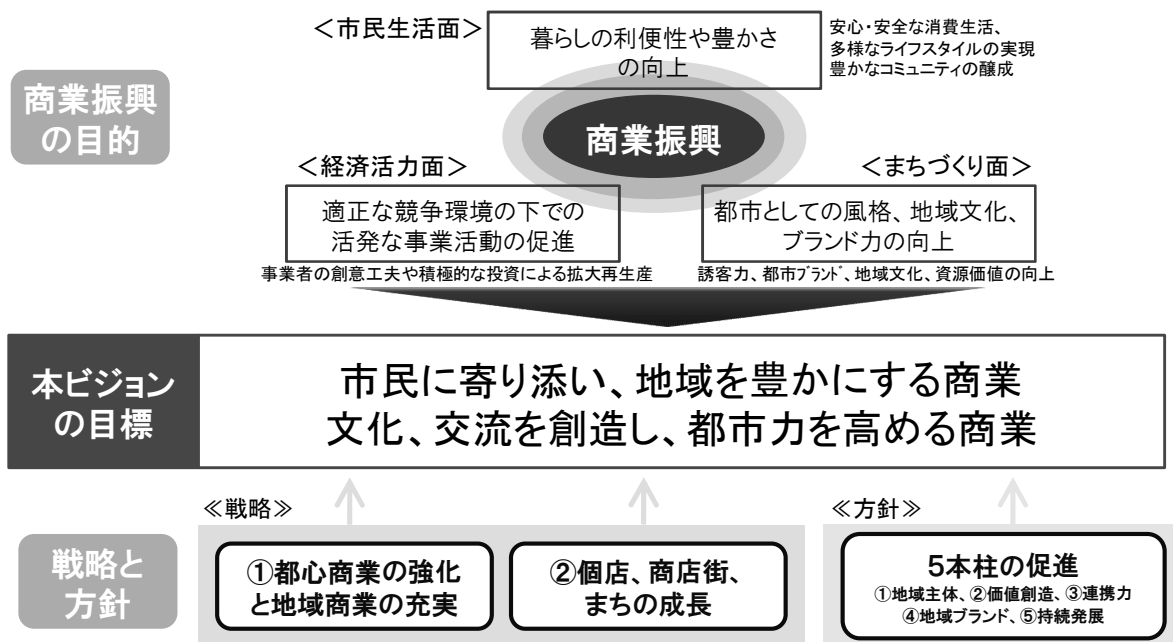 ＜市民生活面＞
暮らしの利便性や豊かさ
の向上
安心・安全な消費生活、
多様なライフスタイルの実現
豊かなコミュニティの醸成
商業振興
の目的
商業振興
＜経済活力面＞
適正な競争環境の下での
活発な事業活動の促進
事業者の創意工夫や積極的な投資による拡大再生産
＜まちづくり面＞
都市としての風格、地域文化、
ブランド力の向上
誘客力、都市ﾌﾞﾗﾝﾄﾞ、地域文化、資源価値の向上
本ビジョン
の目標
市民に寄り添い、地域を豊かにする商業
文化、交流を創造し、都市力を高める商業
戦略と
方針
≪戦略≫
①都心商業の強化
と地域商業の充実
②個店、商店街、
まちの成長
≪方針≫
5本柱の促進
①地域主体、②価値創造、③連携力
④地域ブランド、⑤持続発展